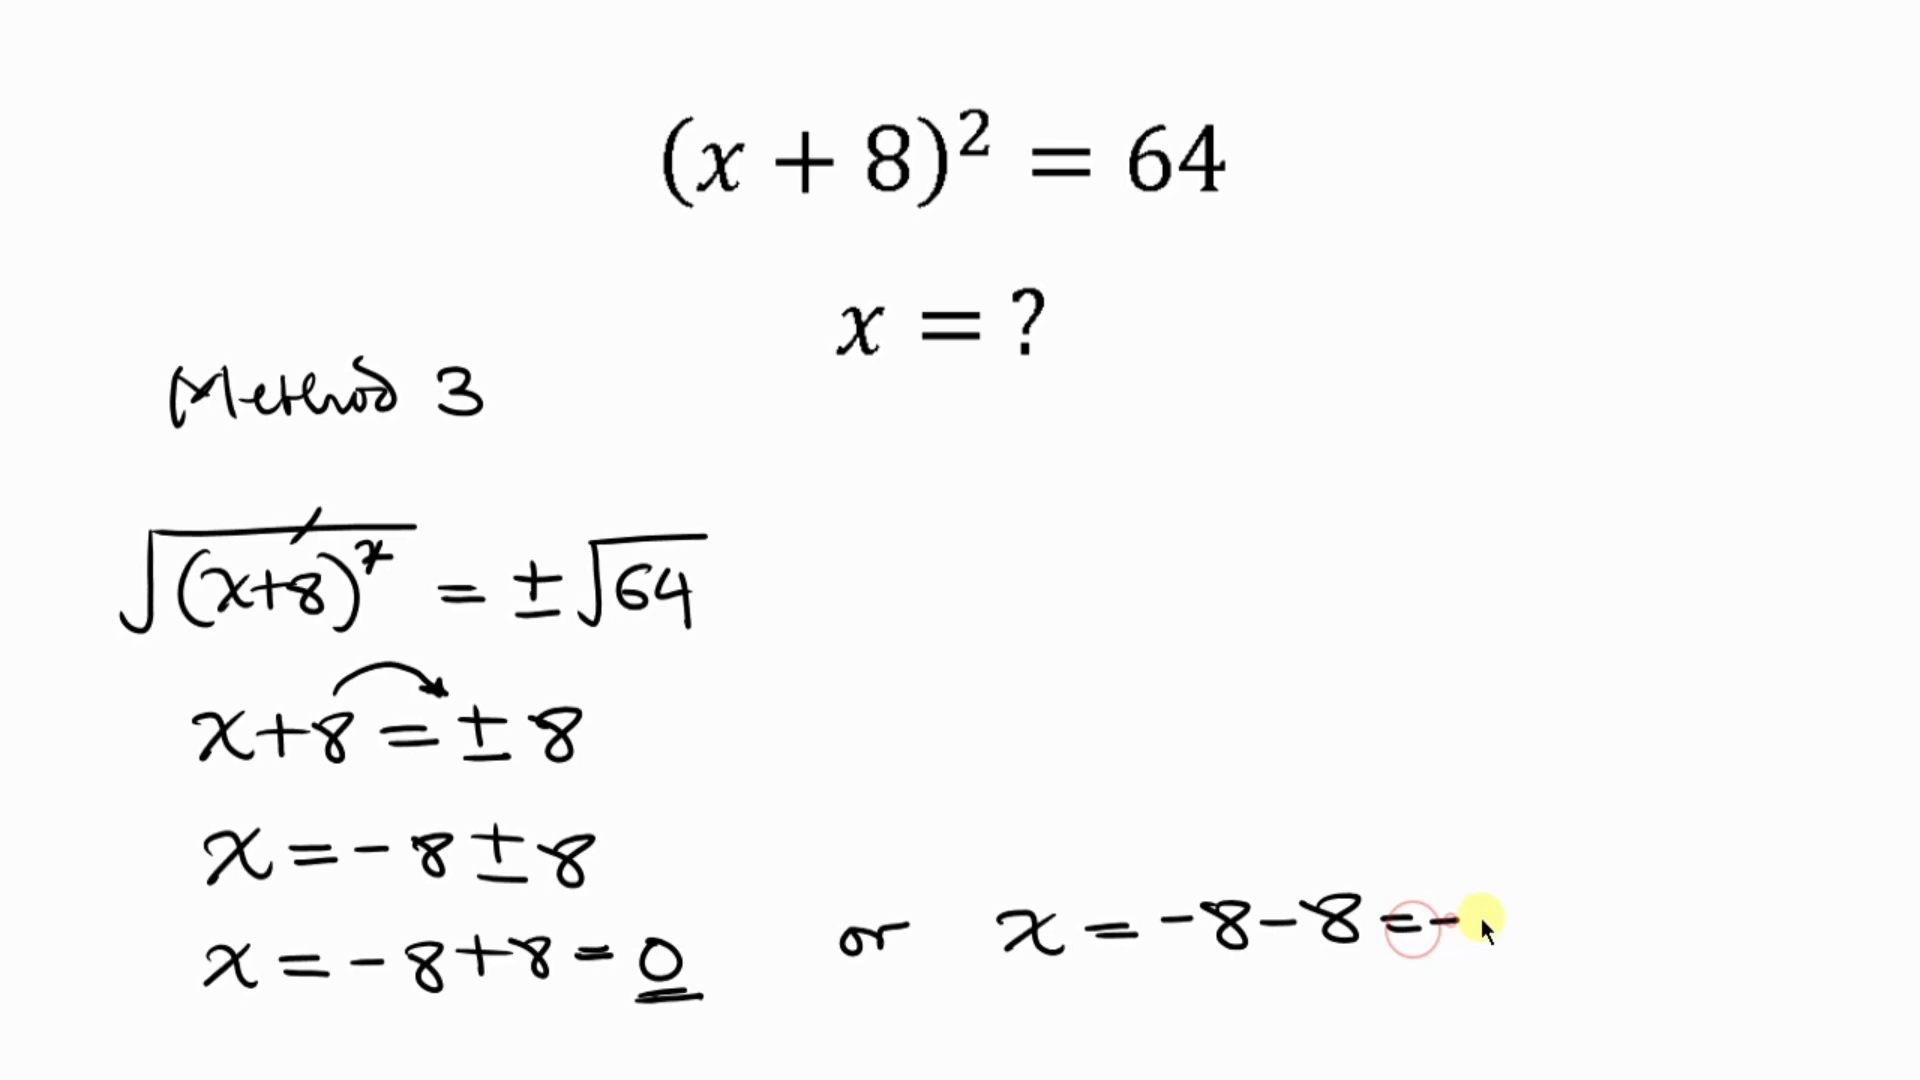 (x + 8)² = 64
x = ?
Method 3
√(x+8)² = ± √64
x+8 = ± 8
x = - 8 ± 8
x = - 8 + 8 = 0 or x = - 8 - 8 = -